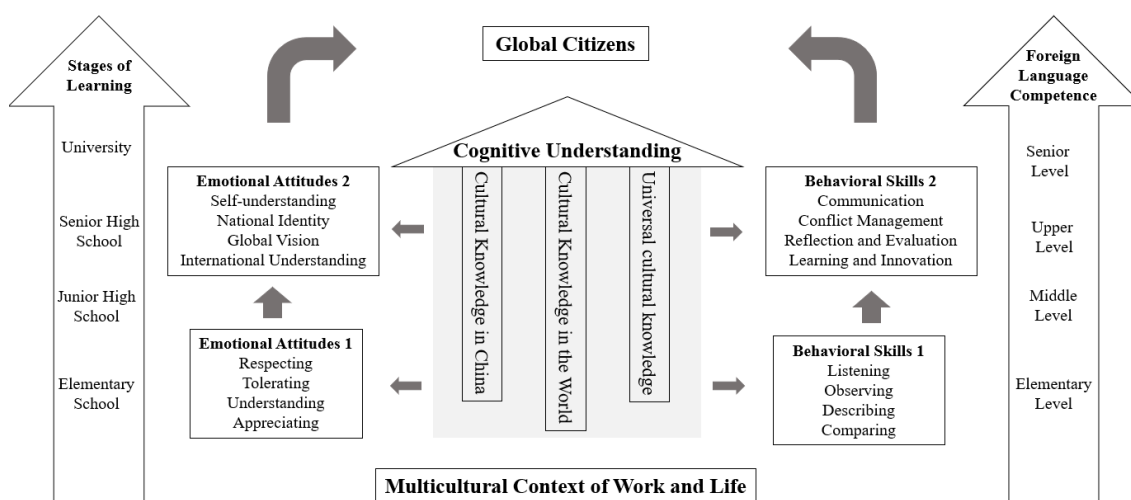 Global Citizens
Stages of
Learning
University
Senior High
School
Junior High
School
Elementary
School
Emotional Attitudes 2
Self-understanding
National Identity
Global Vision
International Understanding
Emotional Attitudes 1
Respecting
Tolerating
Understanding
Appreciating
Cognitive Understanding
Cultural Knowledge in China
Cultural Knowledge in the World
Universal cultural knowledge
Behavioral Skills 2
Communication
Conflict Management
Reflection and Evaluation
Learning and Innovation
Behavioral Skills 1
Listening
Observing
Describing
Comparing
Foreign
Language
Competence
Senior
Level
Upper
Level
Middle
Level
Elementary
Level
Multicultural Context of Work and Life